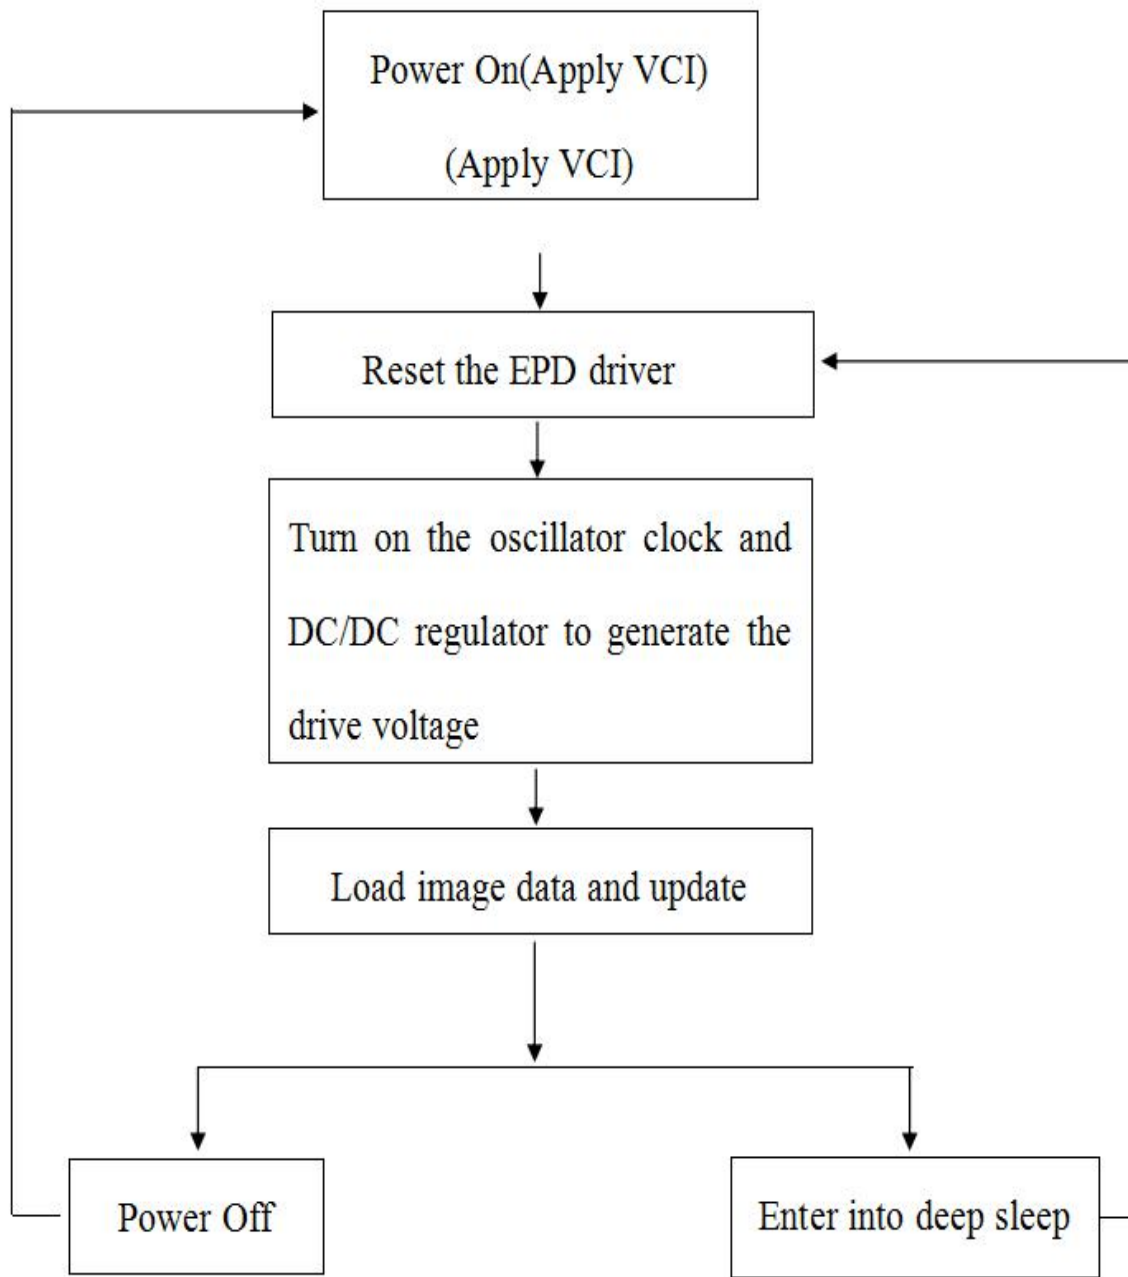 Power On(Apply VCI)
(Apply VCI)
Reset the EPD driver
Turn on the oscillator clock and
DC/DC regulator to generate the
drive voltage
Load image data and update
Power Off
Enter into deep sleep